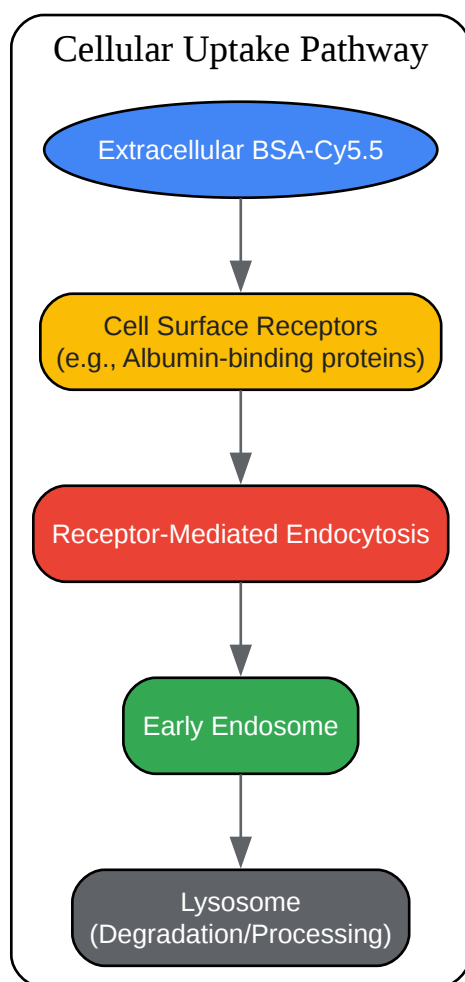 Cellular Uptake Pathway
Extracellular BSA-Cy5.5
Cell Surface Receptors
(e.g., Albumin-binding proteins)
Receptor-Mediated Endocytosis
Early Endosome
Lysosome
(Degradation/Processing)